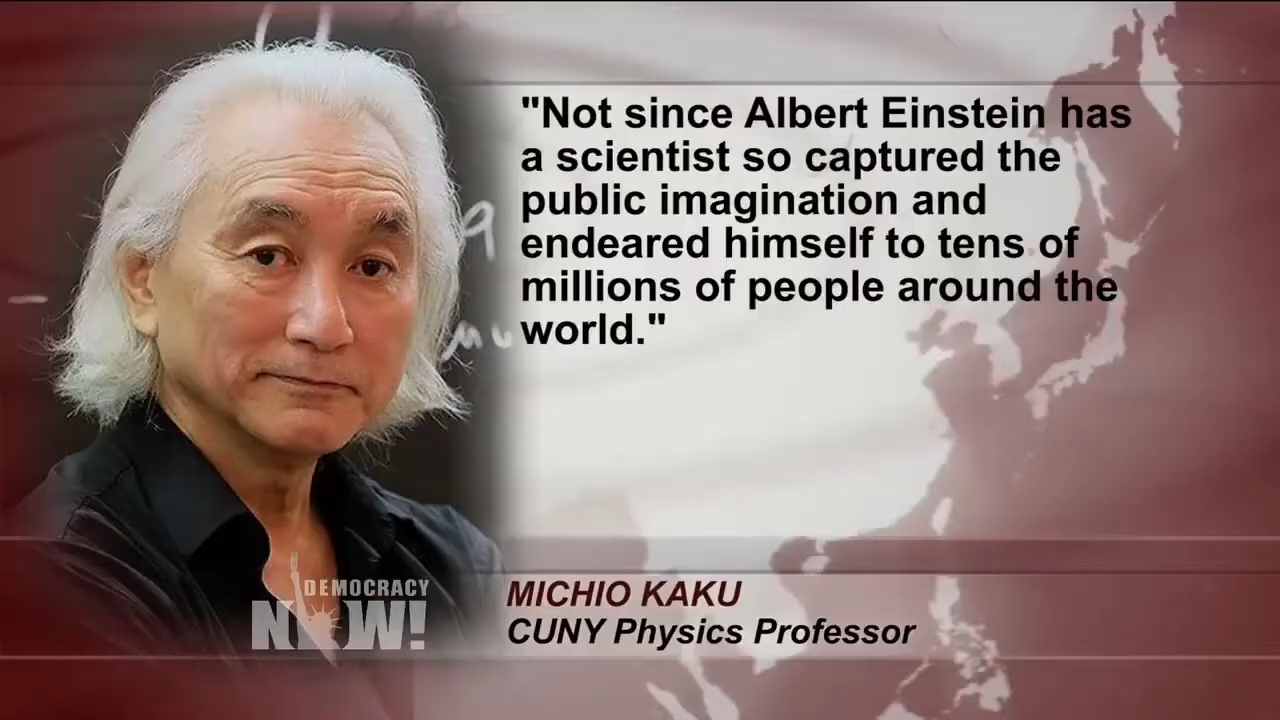 "Not since Albert Einstein has
a scientist so captured the
public imagination and
endeared himself to tens of
millions of people around the
world."
MICHIO KAKU
CUNY Physics Professor
DEMOCRACY
NOW!